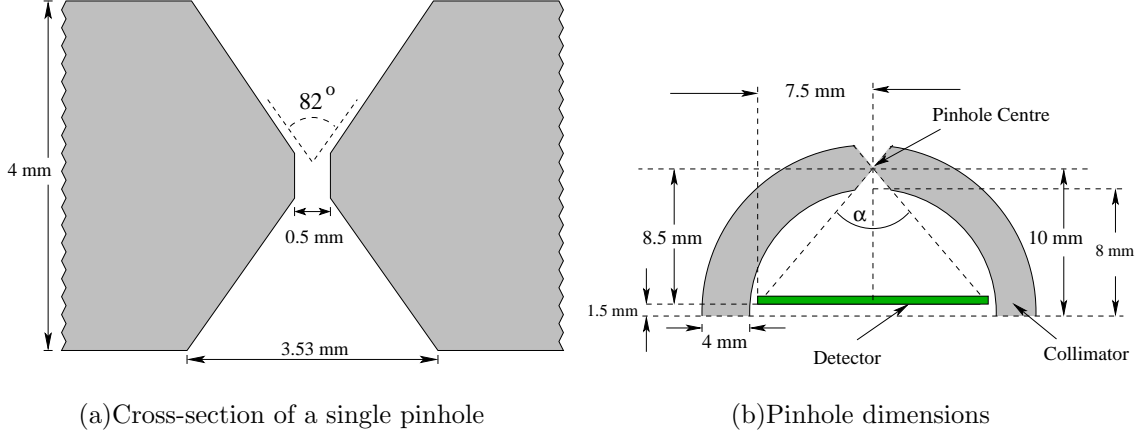 82°
4 mm
0.5 mm
3.53 mm
(a)Cross-section of a single pinhole
7.5 mm
Pinhole Centre
α
8.5 mm
10 mm
8 mm
1.5 mm
4 mm
Detector
Collimator
(b)Pinhole dimensions